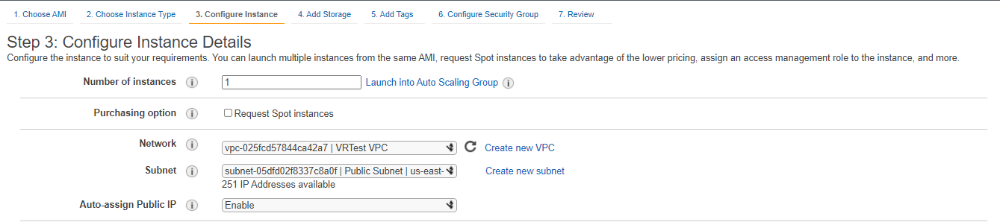 1. Choose AMI 2. Choose Instance Type 3. Configure Instance 4. Add Storage 5. Add Tags 6. Configure Security Group 7. Review
Step 3: Configure Instance Details
Configure the instance to suit your requirements. You can launch multiple instances from the same AMI, request Spot instances to take advantage of the lower pricing, assign an access management role to the instance, and more.
Number of instances i 1 Launch into Auto Scaling Group i
Purchasing option i Request Spot instances
Network i vpc-025fcd57844ca42a7 | VRTest VPC Create new VPC
Subnet i subnet-05dfd02f8337c8a0f | Public Subnet | us-east- Create new subnet
251 IP Addresses available
Auto-assign Public IP i Enable